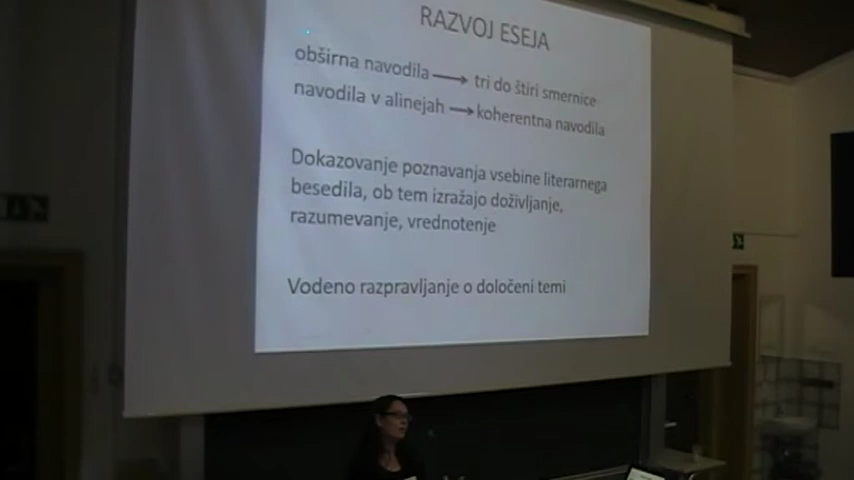 RAZVOJ ESEJA
obširna navodila → tri do štiri smernice
navodila v alinejah → koherentna navodila
Dokazovanje poznavanja vsebine literarnega
besedila, ob tem izražajo doživljanje,
razumevanje, vrednotenje
Vodeno razpravljanje o določeni temi